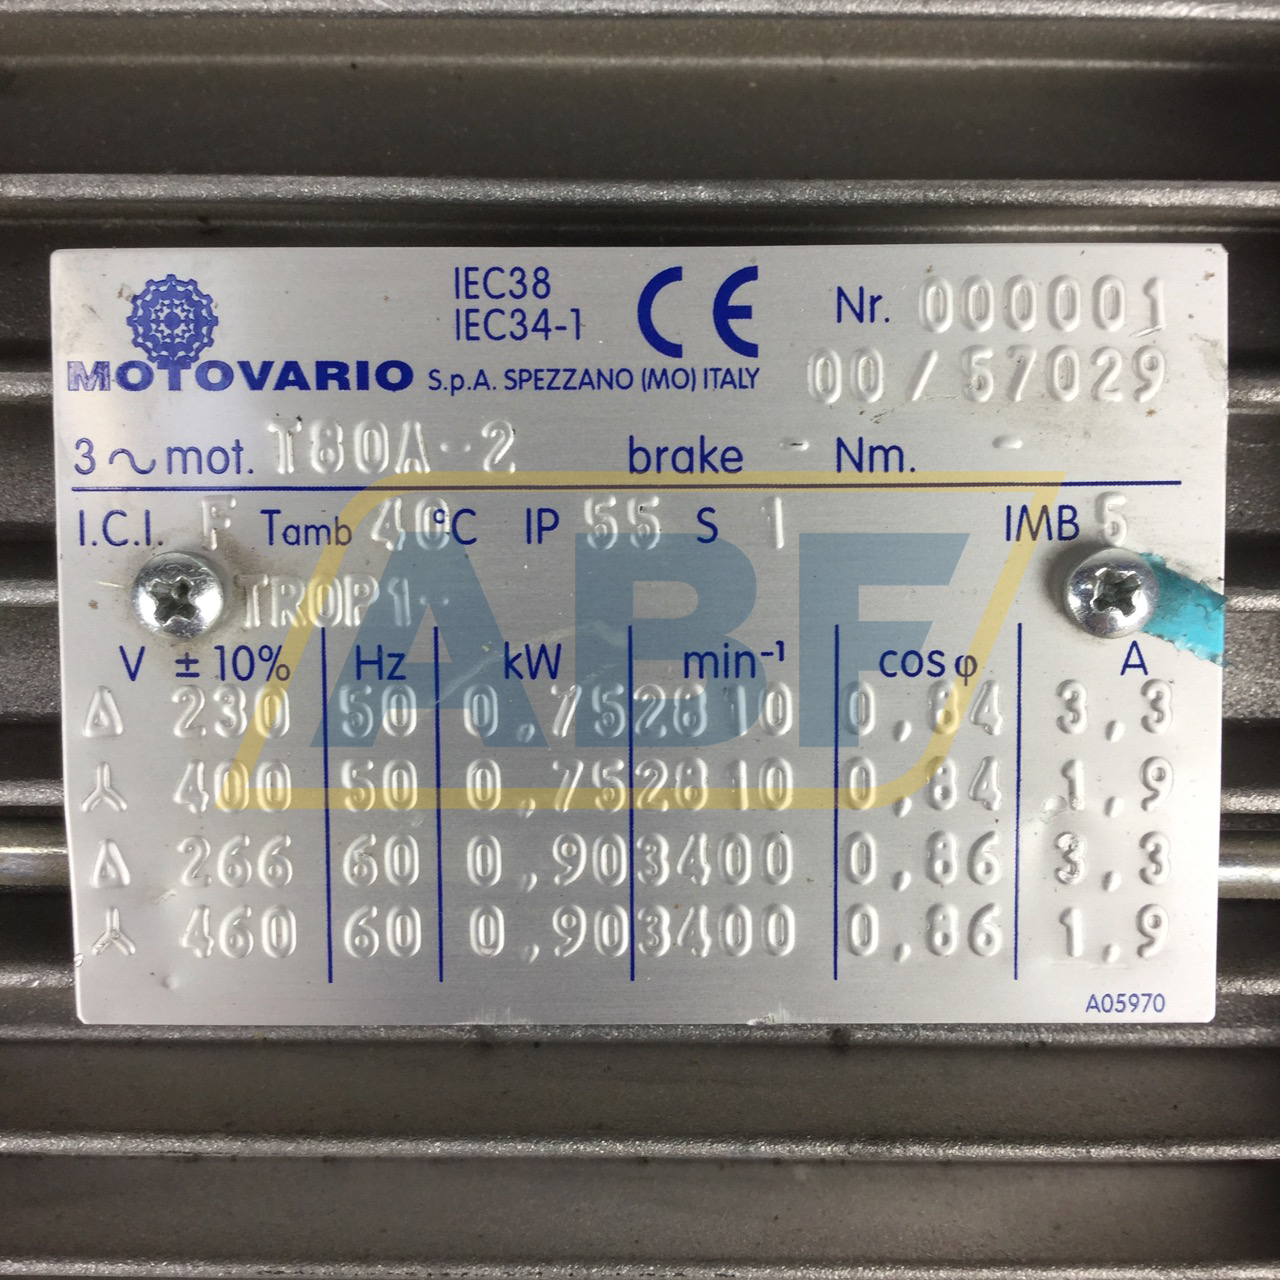 IEC38
IEC34-1
CE
Nr. 000001
MOTOVARIO S.p.A. SPEZZANO (MO) ITALY
00/57029
3~mot. T80A-2 brake - Nm. -
I.C.I. F Tamb 40 °C IP 55 S 1 IMB 5
TROP1-
ABF
V ±10% Hz kW min⁻¹ cosφ A
Δ 230 50 0,75 2810 0,84 3,3
Y 400 50 0,75 2810 0,84 1,9
Δ 266 60 0,90 3400 0,86 3,3
Y 460 60 0,90 3400 0,86 1,9
A05970